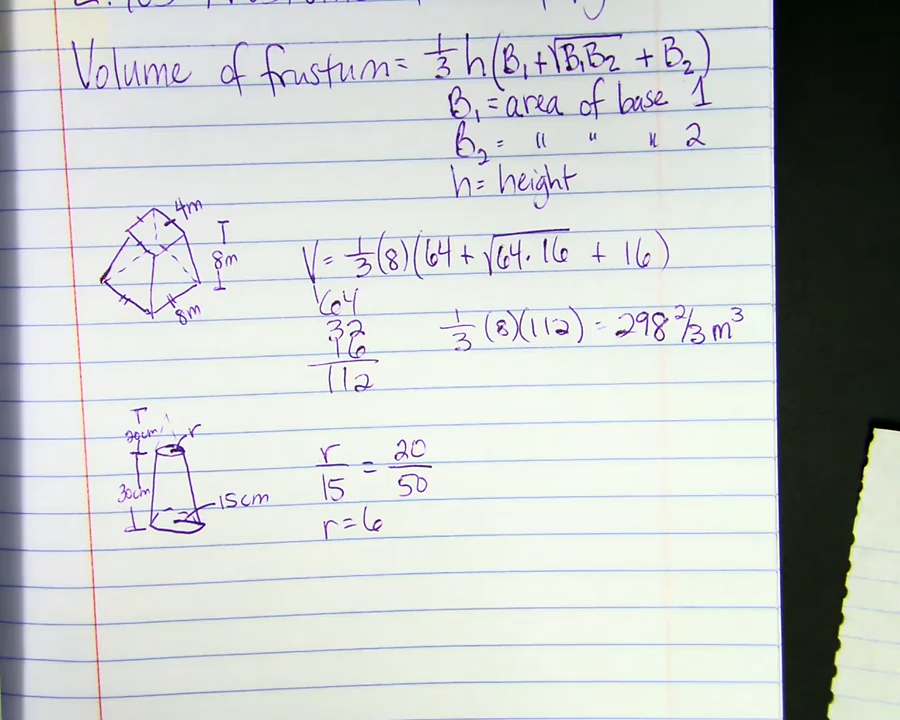 Volume of frustum = 1/3 h(B₁ + √B₁B₂ + B₂)
B₁ = area of base 1
B₂ = " " " 2
h = height
4m
8m
8m
V = 1/3 (8)(64 + √64·16 + 16)
64
32
16
112
1/3 (8)(112) = 298 2/3 m³
20cm
r
30cm
15cm
r/15 = 20/50
r = 6